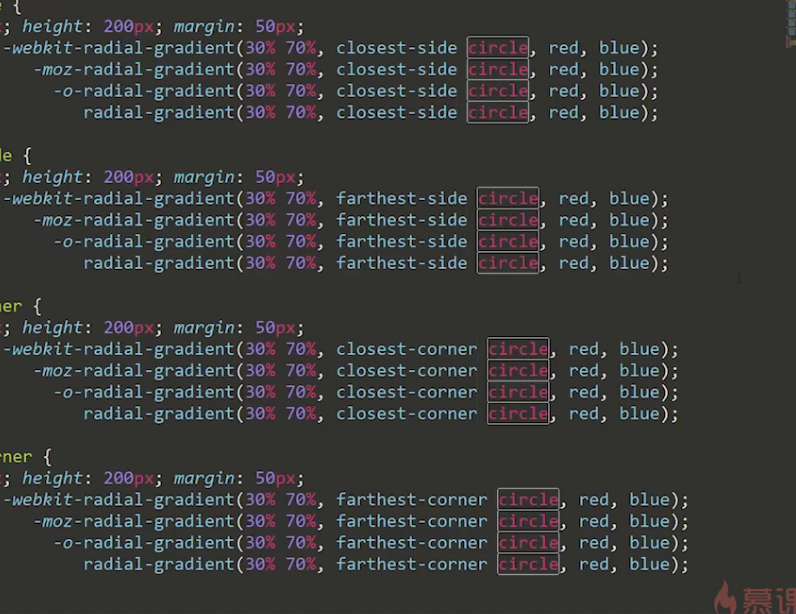 {
; height: 200px; margin: 50px;
-webkit-radial-gradient(30% 70%, closest-side circle, red, blue);
-moz-radial-gradient(30% 70%, closest-side circle, red, blue);
-o-radial-gradient(30% 70%, closest-side circle, red, blue);
radial-gradient(30% 70%, closest-side circle, red, blue);
de {
; height: 200px; margin: 50px;
-webkit-radial-gradient(30% 70%, farthest-side circle, red, blue);
-moz-radial-gradient(30% 70%, farthest-side circle, red, blue);
-o-radial-gradient(30% 70%, farthest-side circle, red, blue);
radial-gradient(30% 70%, farthest-side circle, red, blue);
ner {
; height: 200px; margin: 50px;
-webkit-radial-gradient(30% 70%, closest-corner circle, red, blue);
-moz-radial-gradient(30% 70%, closest-corner circle, red, blue);
-o-radial-gradient(30% 70%, closest-corner circle, red, blue);
radial-gradient(30% 70%, closest-corner circle, red, blue);
rner {
; height: 200px; margin: 50px;
-webkit-radial-gradient(30% 70%, farthest-corner circle, red, blue);
-moz-radial-gradient(30% 70%, farthest-corner circle, red, blue);
-o-radial-gradient(30% 70%, farthest-corner circle, red, blue);
radial-gradient(30% 70%, farthest-corner circle, red, blue);
慕课